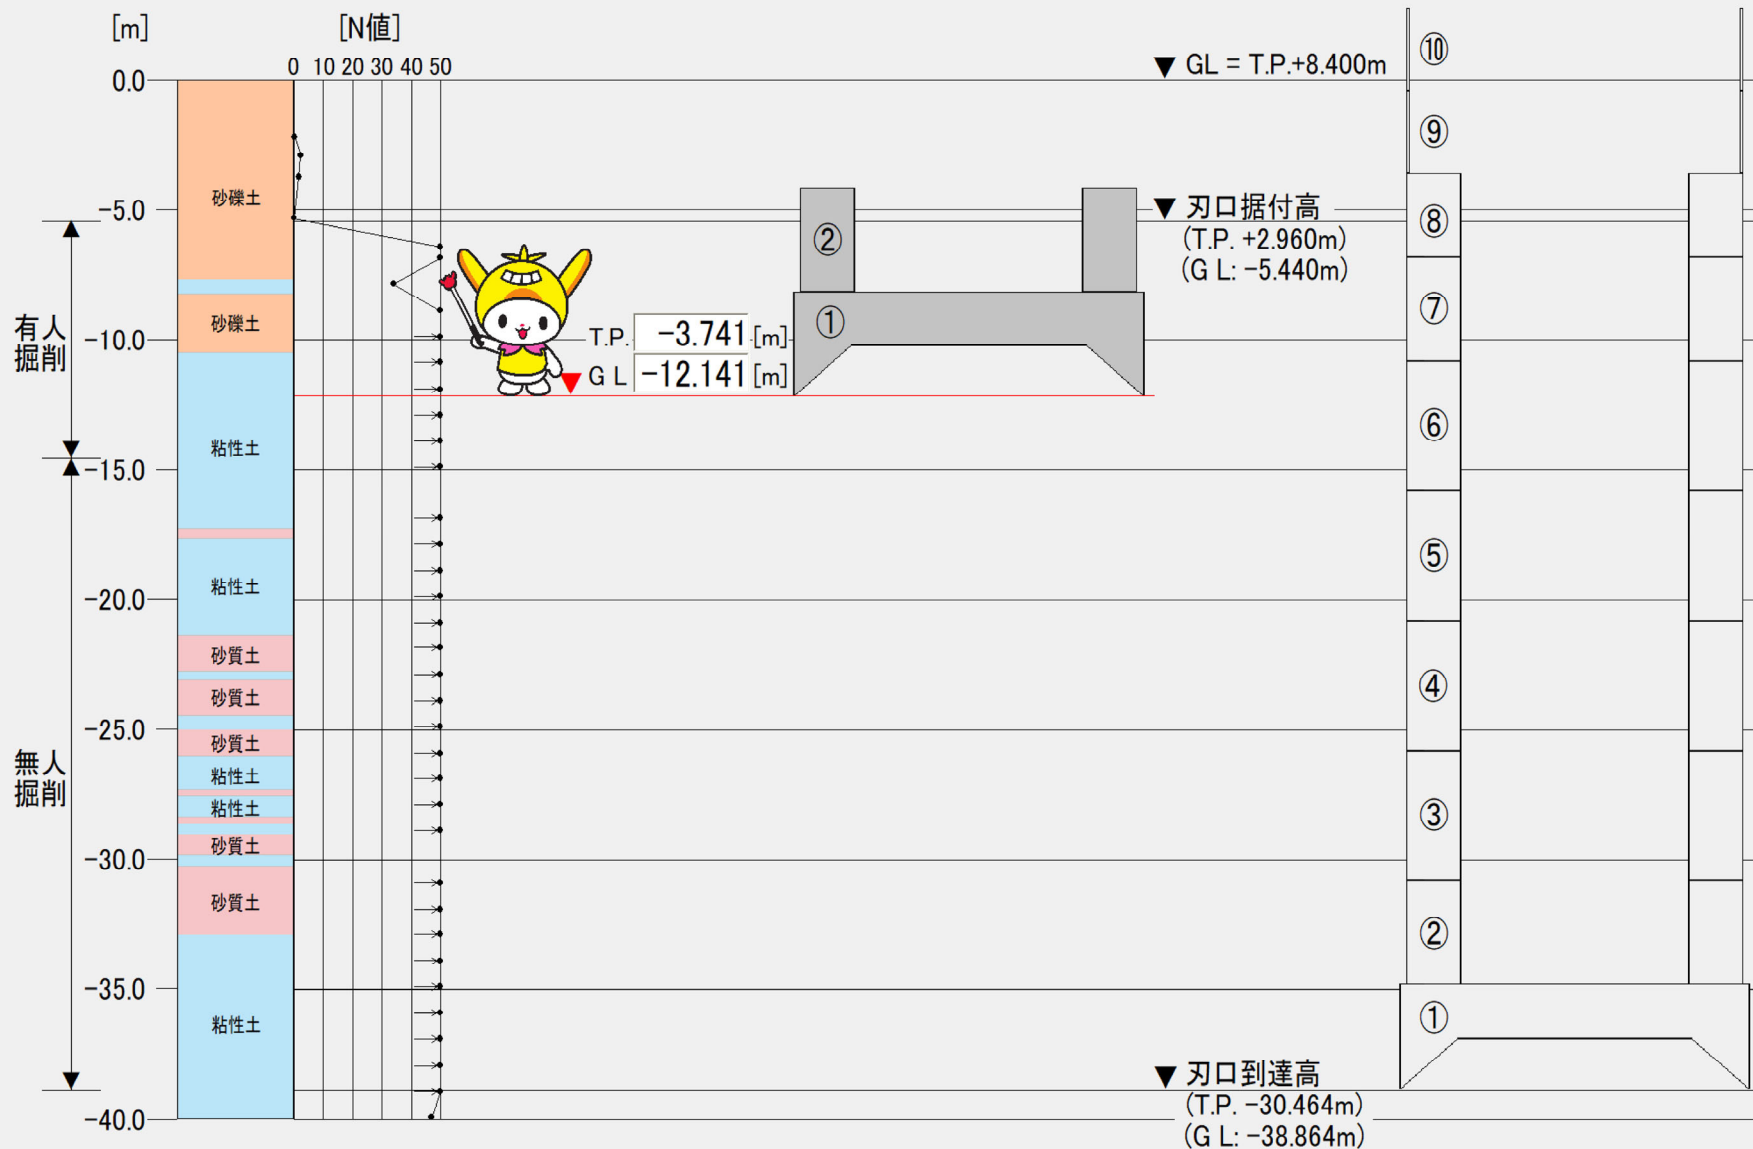 [m]
[N値]
0 10 20 30 40 50
0.0
-5.0
-10.0
-15.0
-20.0
-25.0
-30.0
-35.0
-40.0
有人
掘削
無人
掘削
砂礫土
砂礫土
粘性土
粘性土
砂質土
砂質土
砂質土
粘性土
粘性土
砂質土
砂質土
粘性土
T.P. -3.741 [m]
▼ G L -12.141 [m]
②
①
▼ GL = T.P.+8.400m
▼ 刃口据付高
(T.P. +2.960m)
(G L: -5.440m)
▼ 刃口到達高
(T.P. -30.464m)
(G L: -38.864m)
⑩
⑨
⑧
⑦
⑥
⑤
④
③
②
①